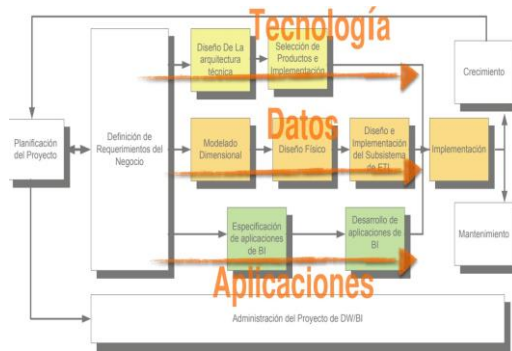 Tecnología
Diseño De La
arquitectura
técnica
Selección de
Productos e
Implementación
Crecimiento
Planificación
del Proyecto
Definición de
Requerimientos del
Negocio
Datos
Modelado
Dimensional
Diseño Físico
Diseño e
Implementación
del Subsistema
de ETL
Implementación
Especificación
de aplicaciones
de BI
Desarrollo de
aplicaciones de
BI
Mantenimiento
Aplicaciones
Administración del Proyecto de DW/BI